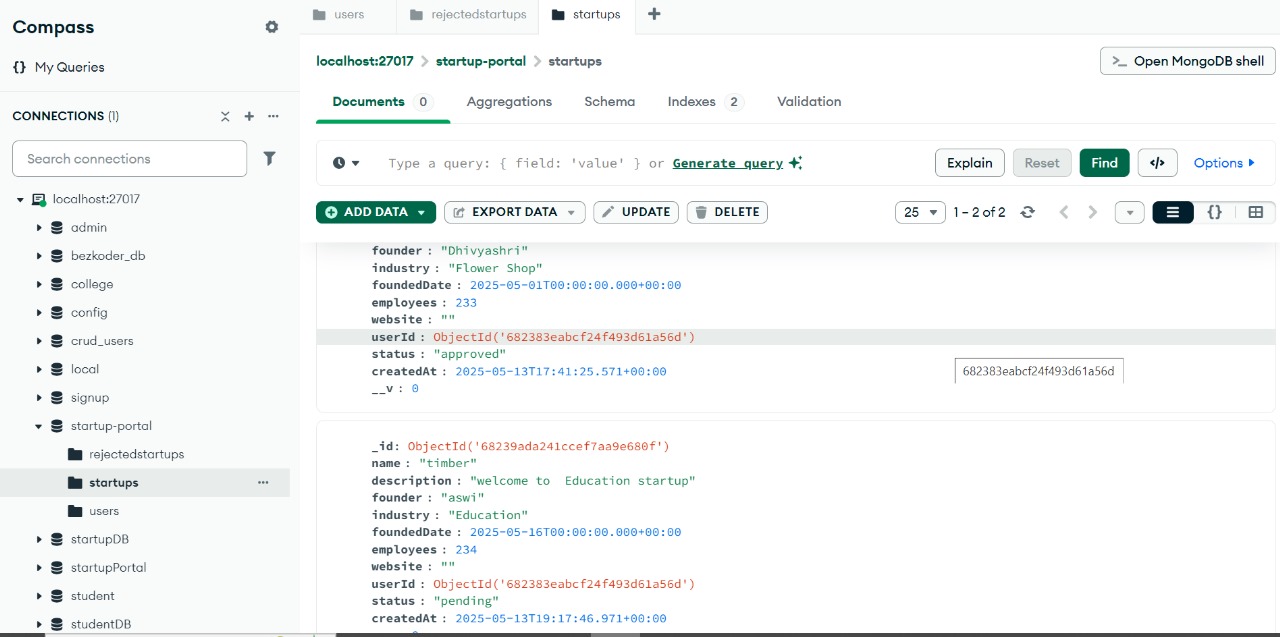 Compass
My Queries
CONNECTIONS (1)
Search connections
localhost:27017
admin
bezkoder_db
college
config
crud_users
local
signup
startup-portal
rejectedstartups
startups
users
startupDB
startupPortal
student
studentDB
users rejectedstartups startups
localhost:27017 > startup-portal > startups
>_ Open MongoDB shell
Documents 0 Aggregations Schema Indexes 2 Validation
Type a query: { field: 'value' } or Generate query
Explain Reset Find </> Options
ADD DATA EXPORT DATA UPDATE DELETE
25 1 – 2 of 2 {}
founder : "Dhivyashri"
industry : "Flower Shop"
foundedDate : 2025-05-01T00:00:00.000+00:00
employees : 233
website : ""
userId : ObjectId('682383eabcf24f493d61a56d')
status : "approved"
createdAt : 2025-05-13T17:41:25.571+00:00
__v : 0
682383eabcf24f493d61a56d
_id: ObjectId('68239ada241ccef7aa9e680f')
name : "timber"
description : "welcome to  Education startup"
founder : "aswi"
industry : "Education"
foundedDate : 2025-05-16T00:00:00.000+00:00
employees : 234
website : ""
userId : ObjectId('682383eabcf24f493d61a56d')
status : "pending"
createdAt : 2025-05-13T19:17:46.971+00:00